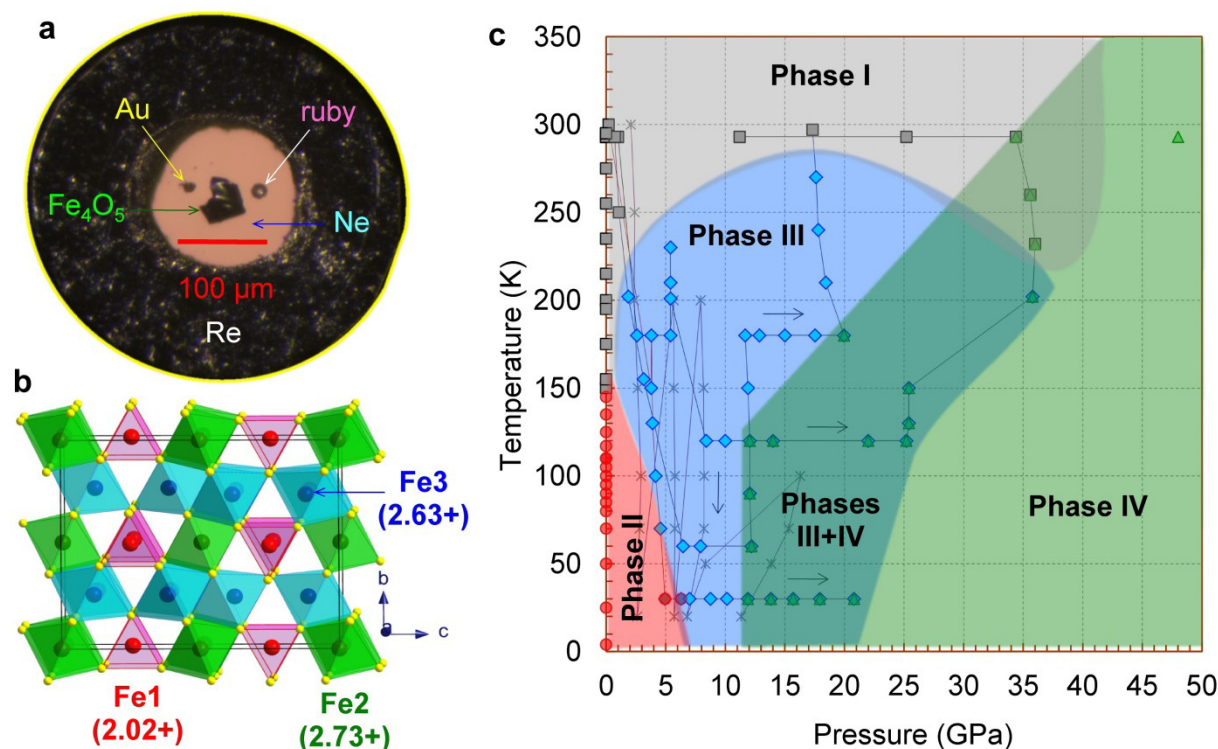 a
Au
ruby
Fe₄O₅
Ne
100 µm
Re
b
Fe3
(2.63+)
b
a
c
Fe1
(2.02+)
Fe2
(2.73+)
c
350
300
250
200
150
100
50
0
Temperature (K)
Phase I
Phase III
Phase II
Phases
III+IV
Phase IV
0 5 10 15 20 25 30 35 40 45 50
Pressure (GPa)